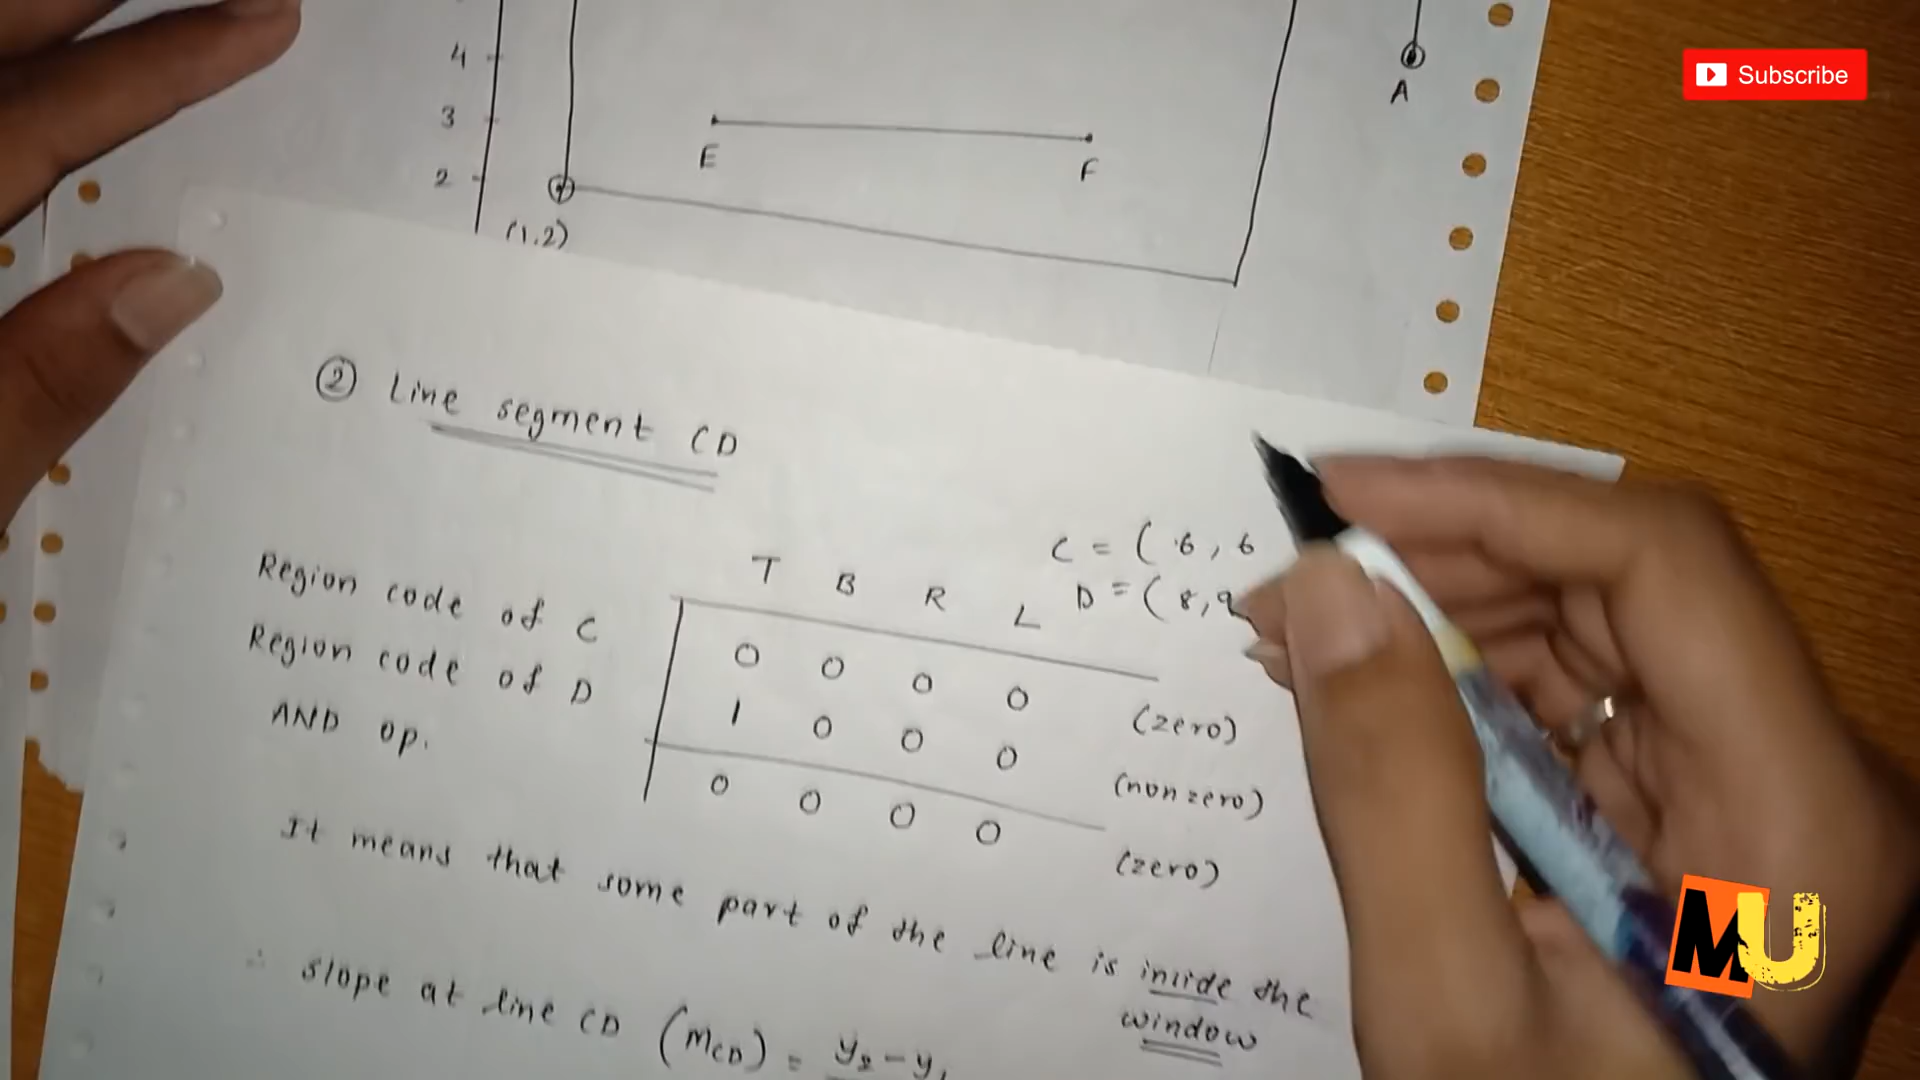 Subscribe
4
3
2
A
E
F
(1,2)
② Line segment CD
C = (6, 6
D = (8, 9
T B R L
Region code of C 0 0 0 0 (zero)
Region code of D 1 0 0 0 (non zero)
AND op. 0 0 0 0 (zero)
It means that some part of the line is inside the
window
∴ slope at line CD (mCD) = y2 - y1
MU